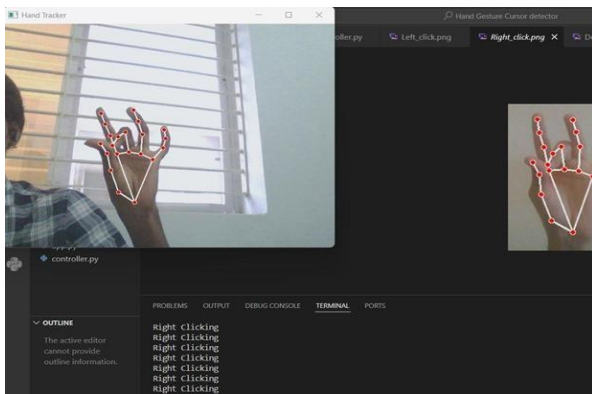 Hand Tracker
Hand Gesture Cursor detector
oller.py
Left_click.png
Right_click.png
controller.py
PROBLEMS OUTPUT DEBUG CONSOLE TERMINAL PORTS
OUTLINE
The active editor
cannot provide
outline information.
Right Clicking
Right Clicking
Right Clicking
Right Clicking
Right Clicking
Right Clicking
Right Clicking